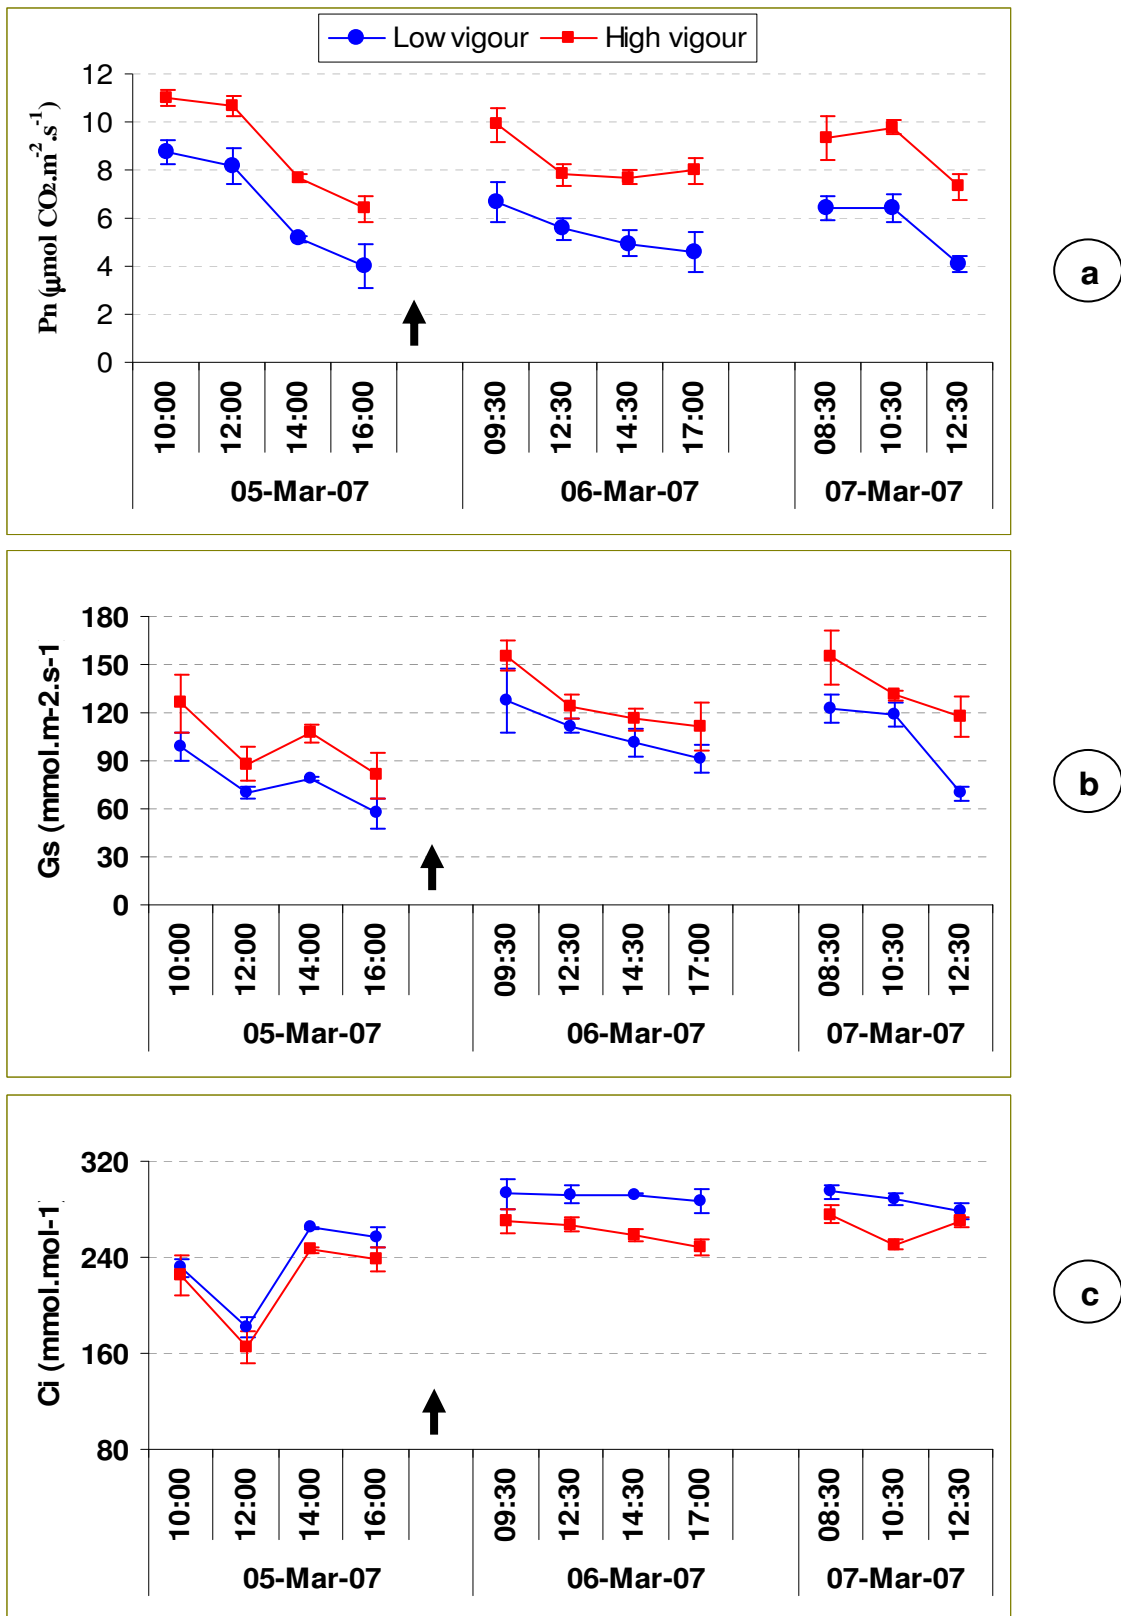 Low vigour High vigour
Pn (μmol CO₂.m⁻².s⁻¹)
12
10
8
6
4
2
0
10:00 12:00 14:00 16:00 09:30 12:30 14:30 17:00 08:30 10:30 12:30
05-Mar-07 06-Mar-07 07-Mar-07
a
Gs (mmol.m-2.s-1
180
150
120
90
60
30
0
10:00 12:00 14:00 16:00 09:30 12:30 14:30 17:00 08:30 10:30 12:30
05-Mar-07 06-Mar-07 07-Mar-07
b
Ci (mmol.mol-1
320
240
160
80
10:00 12:00 14:00 16:00 09:30 12:30 14:30 17:00 08:30 10:30 12:30
05-Mar-07 06-Mar-07 07-Mar-07
c